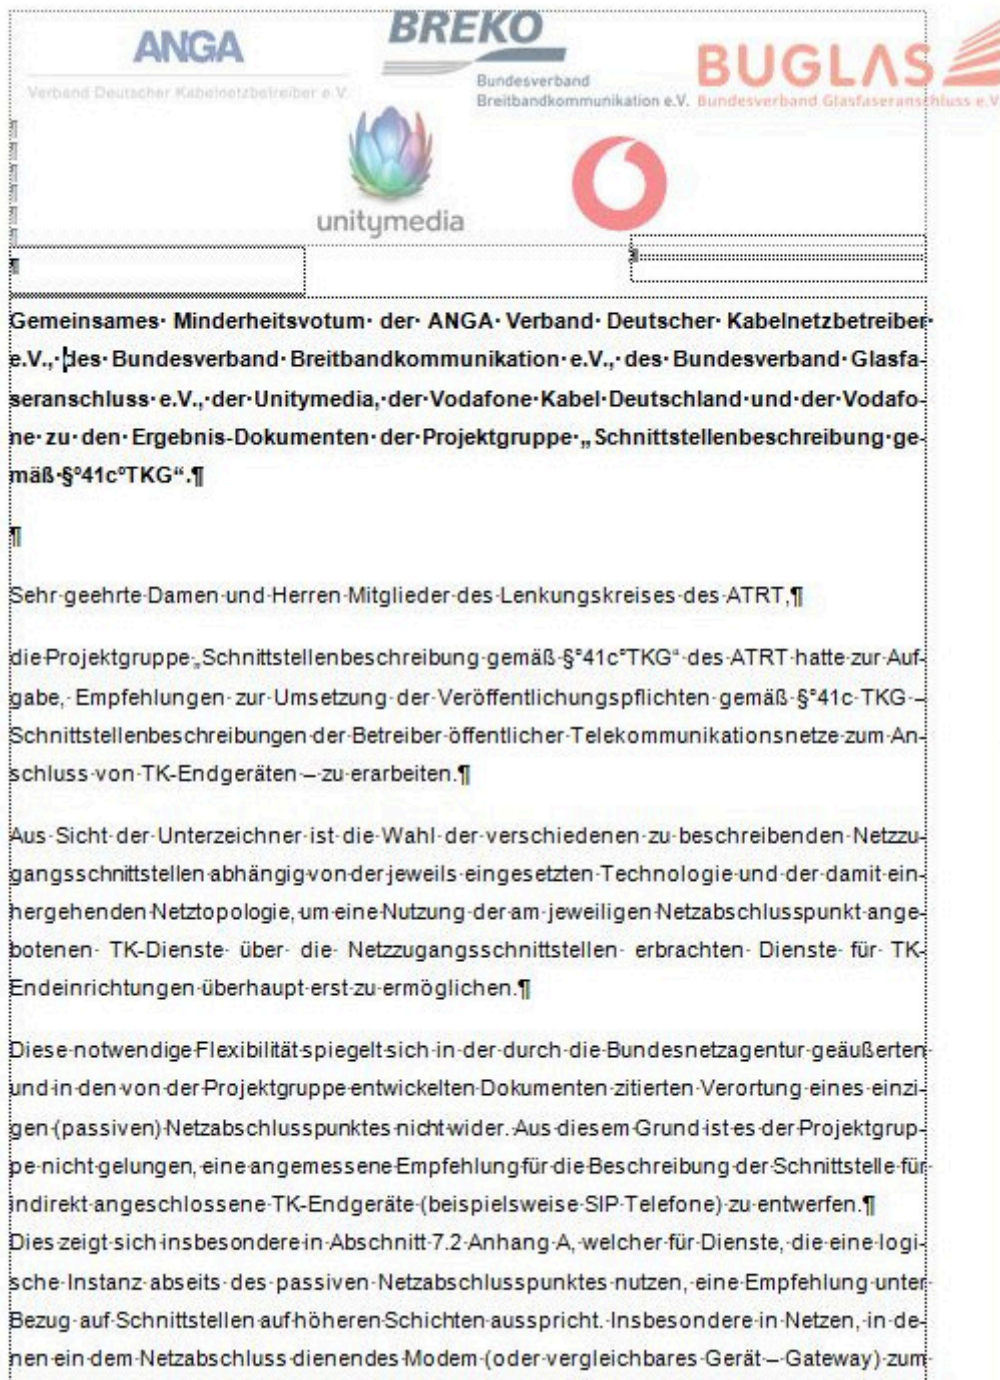 ANGA
Verband Deutscher Kabelnetzbetreiber e.V.
BREKO
Bundesverband
Breitbandkommunikation e.V.
BUGLAS
Bundesverband Glasfaseranschluss e.V.
unitymedia
Gemeinsames Minderheitsvotum der ANGA Verband Deutscher Kabelnetzbetreiber
e.V., des Bundesverband Breitbandkommunikation e.V., des Bundesverband Glasfa-
seranschluss e.V., der Unitymedia, der Vodafone Kabel Deutschland und der Vodafo-
ne zu den Ergebnis-Dokumenten der Projektgruppe „Schnittstellenbeschreibung ge-
mäß §°41c°TKG“.¶
¶
Sehr geehrte Damen und Herren Mitglieder des Lenkungskreises des ATRT,¶
die Projektgruppe „Schnittstellenbeschreibung gemäß §°41c°TKG“ des ATRT hatte zur Auf-
gabe, Empfehlungen zur Umsetzung der Veröffentlichungspflichten gemäß §°41c TKG –
Schnittstellenbeschreibungen der Betreiber öffentlicher Telekommunikationsnetze zum An-
schluss von TK-Endgeräten – zu erarbeiten.¶
Aus Sicht der Unterzeichner ist die Wahl der verschiedenen zu beschreibenden Netzzu-
gangsschnittstellen abhängig von der jeweils eingesetzten Technologie und der damit ein-
hergehenden Netztopologie, um eine Nutzung der am jeweiligen Netzabschlusspunkt ange-
botenen TK-Dienste über die Netzzugangsschnittstellen erbrachten Dienste für TK-
Endeinrichtungen überhaupt erst zu ermöglichen.¶
Diese notwendige Flexibilität spiegelt sich in der durch die Bundesnetzagentur geäußerten
und in den von der Projektgruppe entwickelten Dokumenten zitierten Verortung eines einzi-
gen (passiven) Netzabschlusspunktes nicht wider. Aus diesem Grund ist es der Projektgrup-
pe nicht gelungen, eine angemessene Empfehlung für die Beschreibung der Schnittstelle für
indirekt angeschlossene TK-Endgeräte (beispielsweise SIP Telefone) zu entwerfen.¶
Dies zeigt sich insbesondere in Abschnitt 7.2 Anhang A, welcher für Dienste, die eine logi-
sche Instanz abseits des passiven Netzabschlusspunktes nutzen, eine Empfehlung unter
Bezug auf Schnittstellen auf höheren Schichten ausspricht. Insbesondere in Netzen, in de-
nen ein dem Netzabschluss dienendes Modem (oder vergleichbares Gerät – Gateway) zum